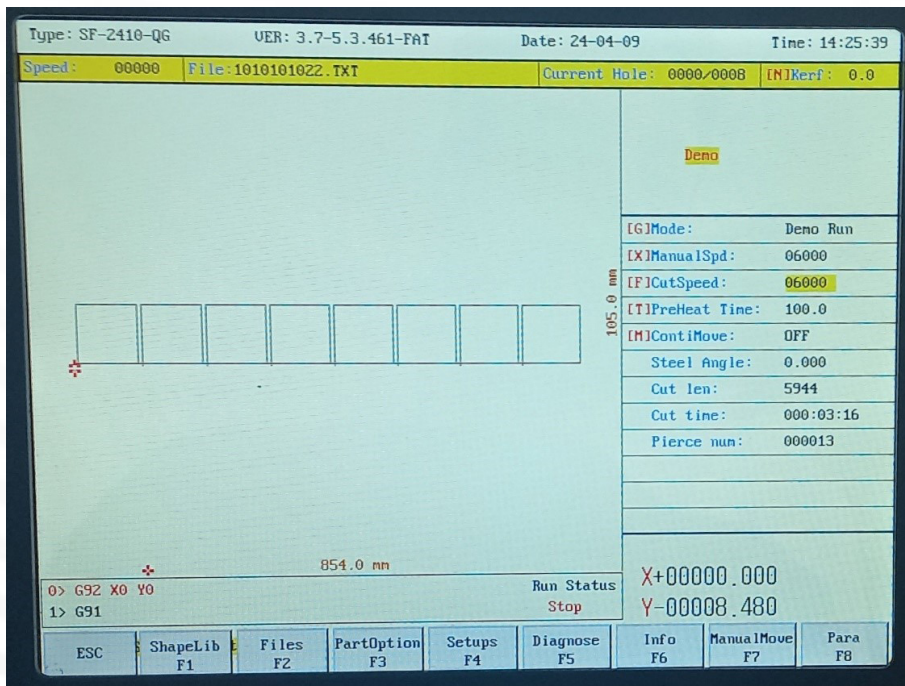 Type: SF-2410-QG VER: 3.7-5.3.461-FAT Date: 24-04-09 Time: 14:25:39
Speed: 00000 File:1010101022.TXT Current Hole: 0000/0008 [N]Kerf: 0.0
Demo
[G]Mode: Demo Run
[X]ManualSpd: 06000
[F]CutSpeed: 06000
[T]PreHeat Time: 100.0
[M]ContiMove: OFF
Steel Angle: 0.000
Cut len: 5944
Cut time: 000:03:16
Pierce num: 000013
105.0 mm
854.0 mm
0> G92 X0 Y0
1> G91
Run Status
Stop
X+00000.000
Y-00008.480
ESC
ShapeLib F1
Files F2
PartOption F3
Setups F4
Diagnose F5
Info F6
ManualMove F7
Para F8